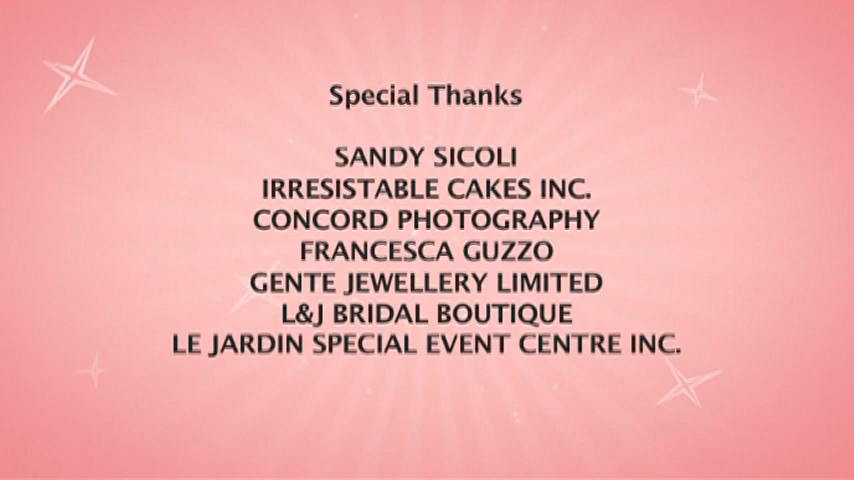 Special Thanks
SANDY SICOLI
IRRESISTABLE CAKES INC.
CONCORD PHOTOGRAPHY
FRANCESCA GUZZO
GENTE JEWELLERY LIMITED
L&J BRIDAL BOUTIQUE
LE JARDIN SPECIAL EVENT CENTRE INC.